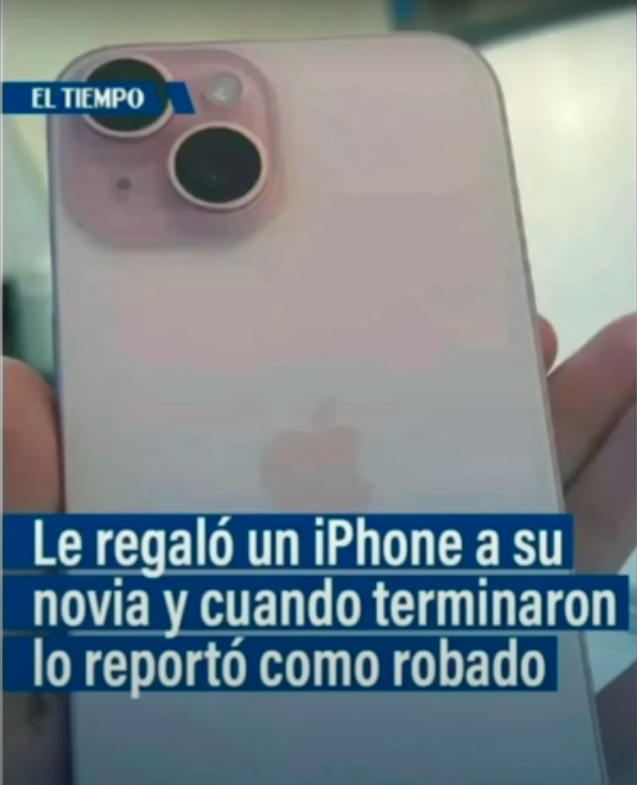 EL TIEMPO
Le regaló un iPhone a su
novia y cuando terminaron
lo reportó como robado